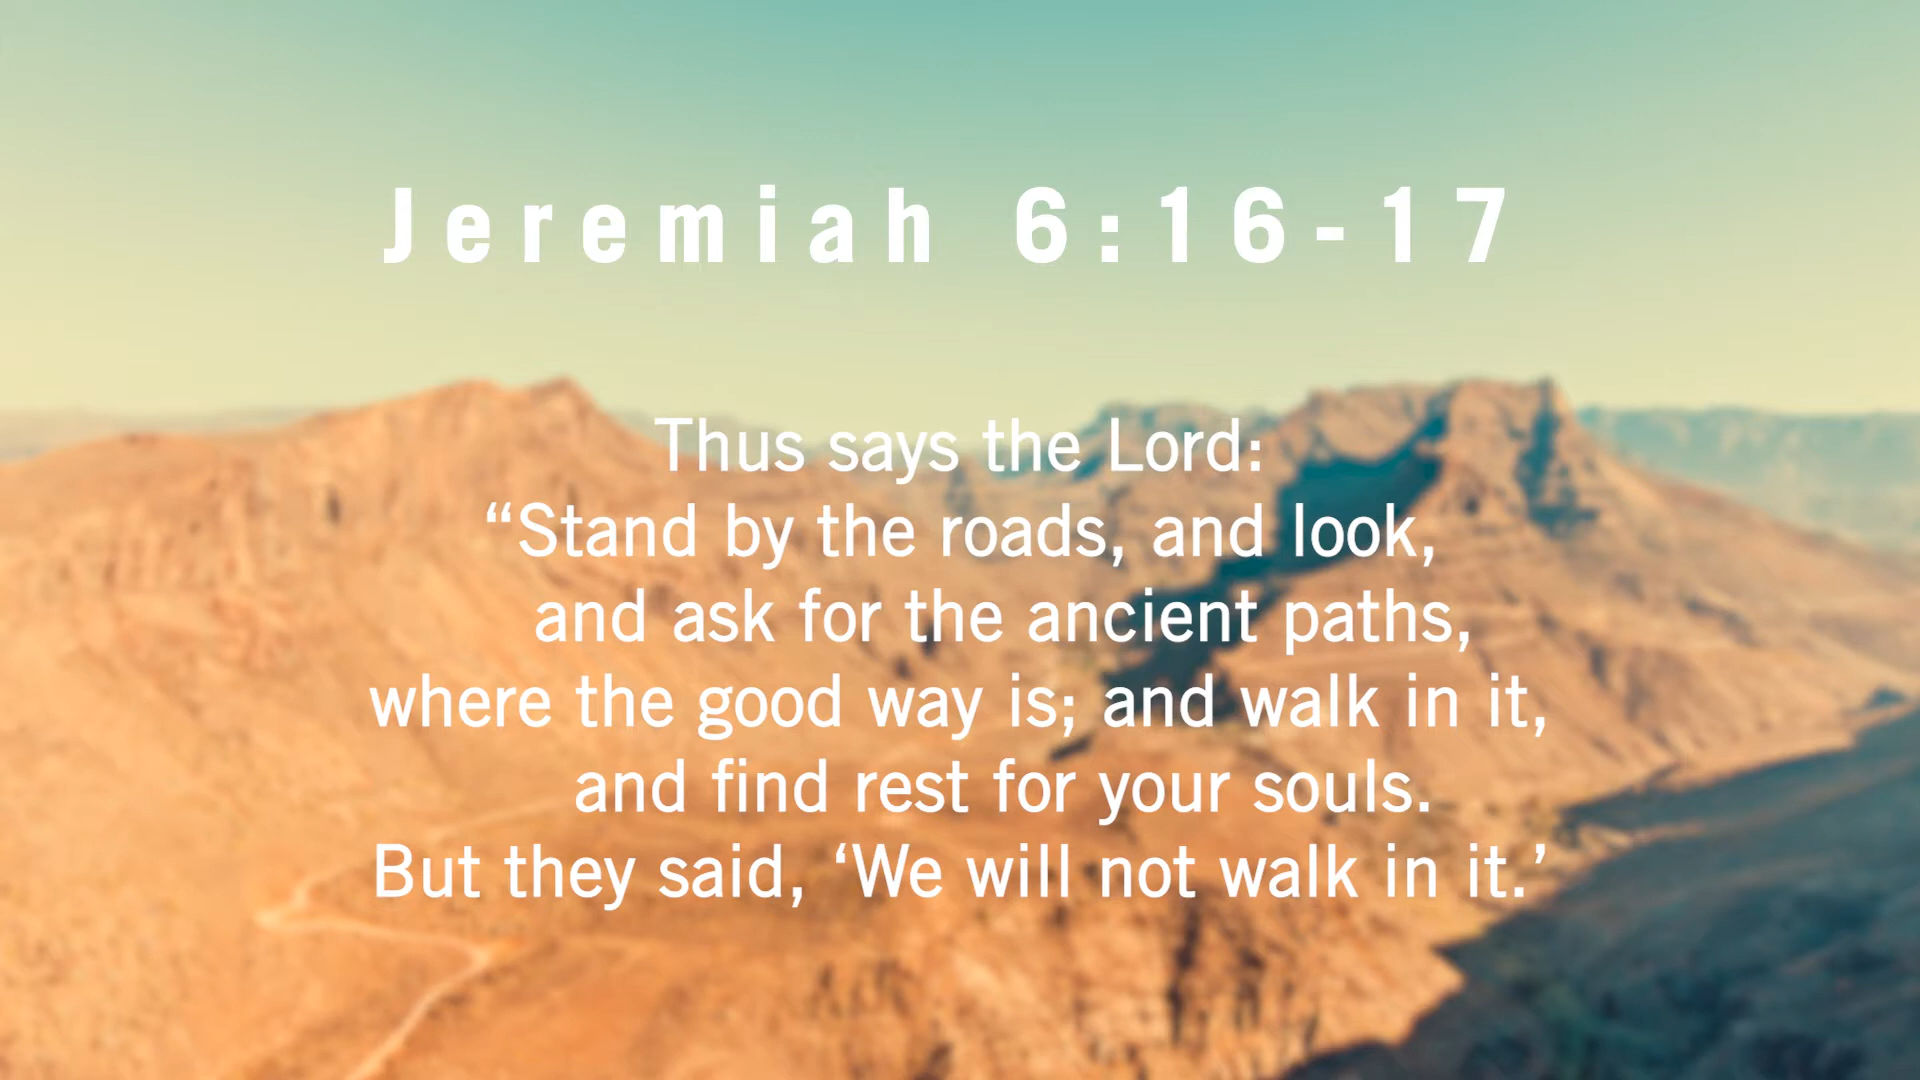 Jeremiah 6:16-17
Thus says the Lord:
“Stand by the roads, and look,
and ask for the ancient paths,
where the good way is; and walk in it,
and find rest for your souls.
But they said, ‘We will not walk in it.’